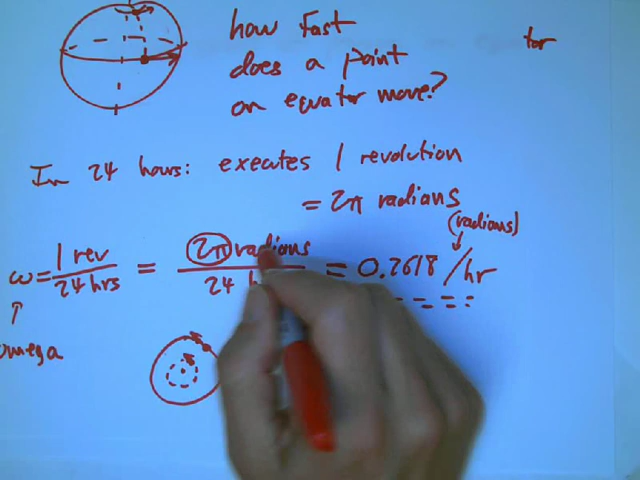 how fast
does a point
on equator move?
tor
In 24 hours: executes 1 revolution
= 2π radians
(radians)
ω = 1 rev / 24 hrs = 2π radians / 24 h = 0.2618 /hr
omega